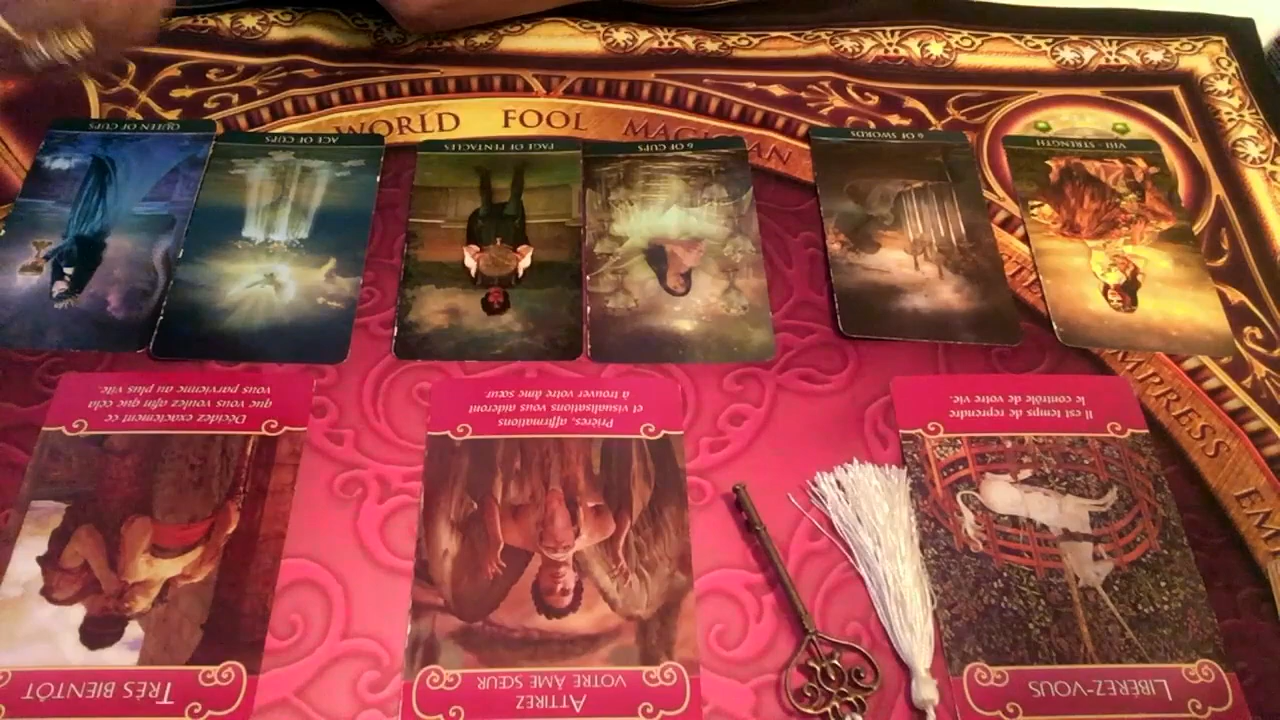 WORLD FOOL MAGIC
QUEEN OF CUPS
ACE OF CUPS
PAGE OF PENTACLES
6 OF CUPS
6 OF SWORDS
VIII - STRENGTH
Décidez exactement ce
que vous voulez afin que cela
vous parvienne au plus vite.
TRÈS BIENTÔT
Prières, affirmations
et visualisations vous aideront
à trouver votre âme sœur.
ATTIREZ
VOTRE ÂME SŒUR
Il est temps de reprendre
le contrôle de votre vie.
LIBÉREZ-VOUS
EMPRESS
EM